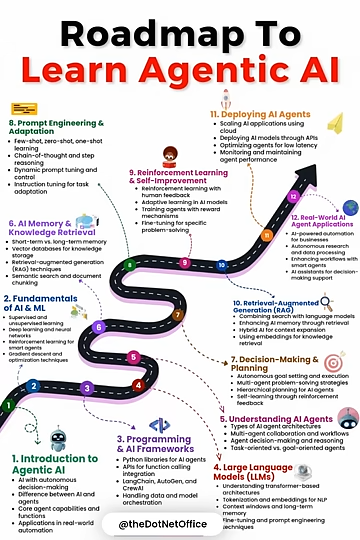 Roadmap To
Learn Agentic AI
11. Deploying AI Agents
Scaling AI applications using
cloud
Deploying AI models through APIs
Optimizing agents for low latency
Monitoring and maintaining
agent performance
8. Prompt Engineering &
Adaptation
Few-shot, zero-shot, one-shot
learning
Chain-of-thought and step
reasoning
Dynamic prompt tuning and
control
Instruction tuning for task
adaptation
9. Reinforcement Learning
& Self-Improvement
Reinforcement learning with
human feedback
Adaptive learning in AI models
Training agents with reward
mechanisms
Fine-tuning for specific
problem-solving
12. Real-World AI
Agent Applications
AI-powered automation
for businesses
Autonomous research
and data processing
Enhancing workflows with
smart agents
AI assistants for decision-
making support
6. AI Memory &
Knowledge Retrieval
Short-term vs. long-term memory
Vector databases for knowledge
storage
Retrieval-augmented generation
(RAG) techniques
Semantic search and document
chunking
12
11
8
9
10
2. Fundamentals
of AI & ML
Supervised and
unsupervised learning
Deep learning and neural
networks
Reinforcement learning for
smart agents
Gradient descent and
optimization techniques
10. Retrieval-Augmented
Generation (RAG)
Combining search with language models
Enhancing AI memory through retrieval
Hybrid AI for context expansion
Using embeddings for knowledge
retrieval
7
6
5
7. Decision-Making &
Planning
Autonomous goal setting and execution
Multi-agent problem-solving strategies
Hierarchical planning for AI agents
Self-learning through reinforcement
feedback
1
2
3
4
5. Understanding AI Agents
Types of AI agent architectures
Multi-agent collaboration and workflows
Agent decision-making and reasoning
Task-oriented vs. goal-oriented agents
1. Introduction to
Agentic AI
AI with autonomous
decision-making
Difference between AI and
agents
Core agent capabilities and
functions
Applications in real-world
automation
3. Programming
& AI Frameworks
Python libraries for AI agents
APIs for function calling
integration
LangChain, AutoGen, and
CrewAI
Handling data and model
orchestration
4. Large Language
Models (LLMs)
Understand transformer-based
architectures
Tokenization and embeddings for NLP
Context windows and long-term
memory
Fine-tuning and prompt engineering
techniques
@theDotNetOffice